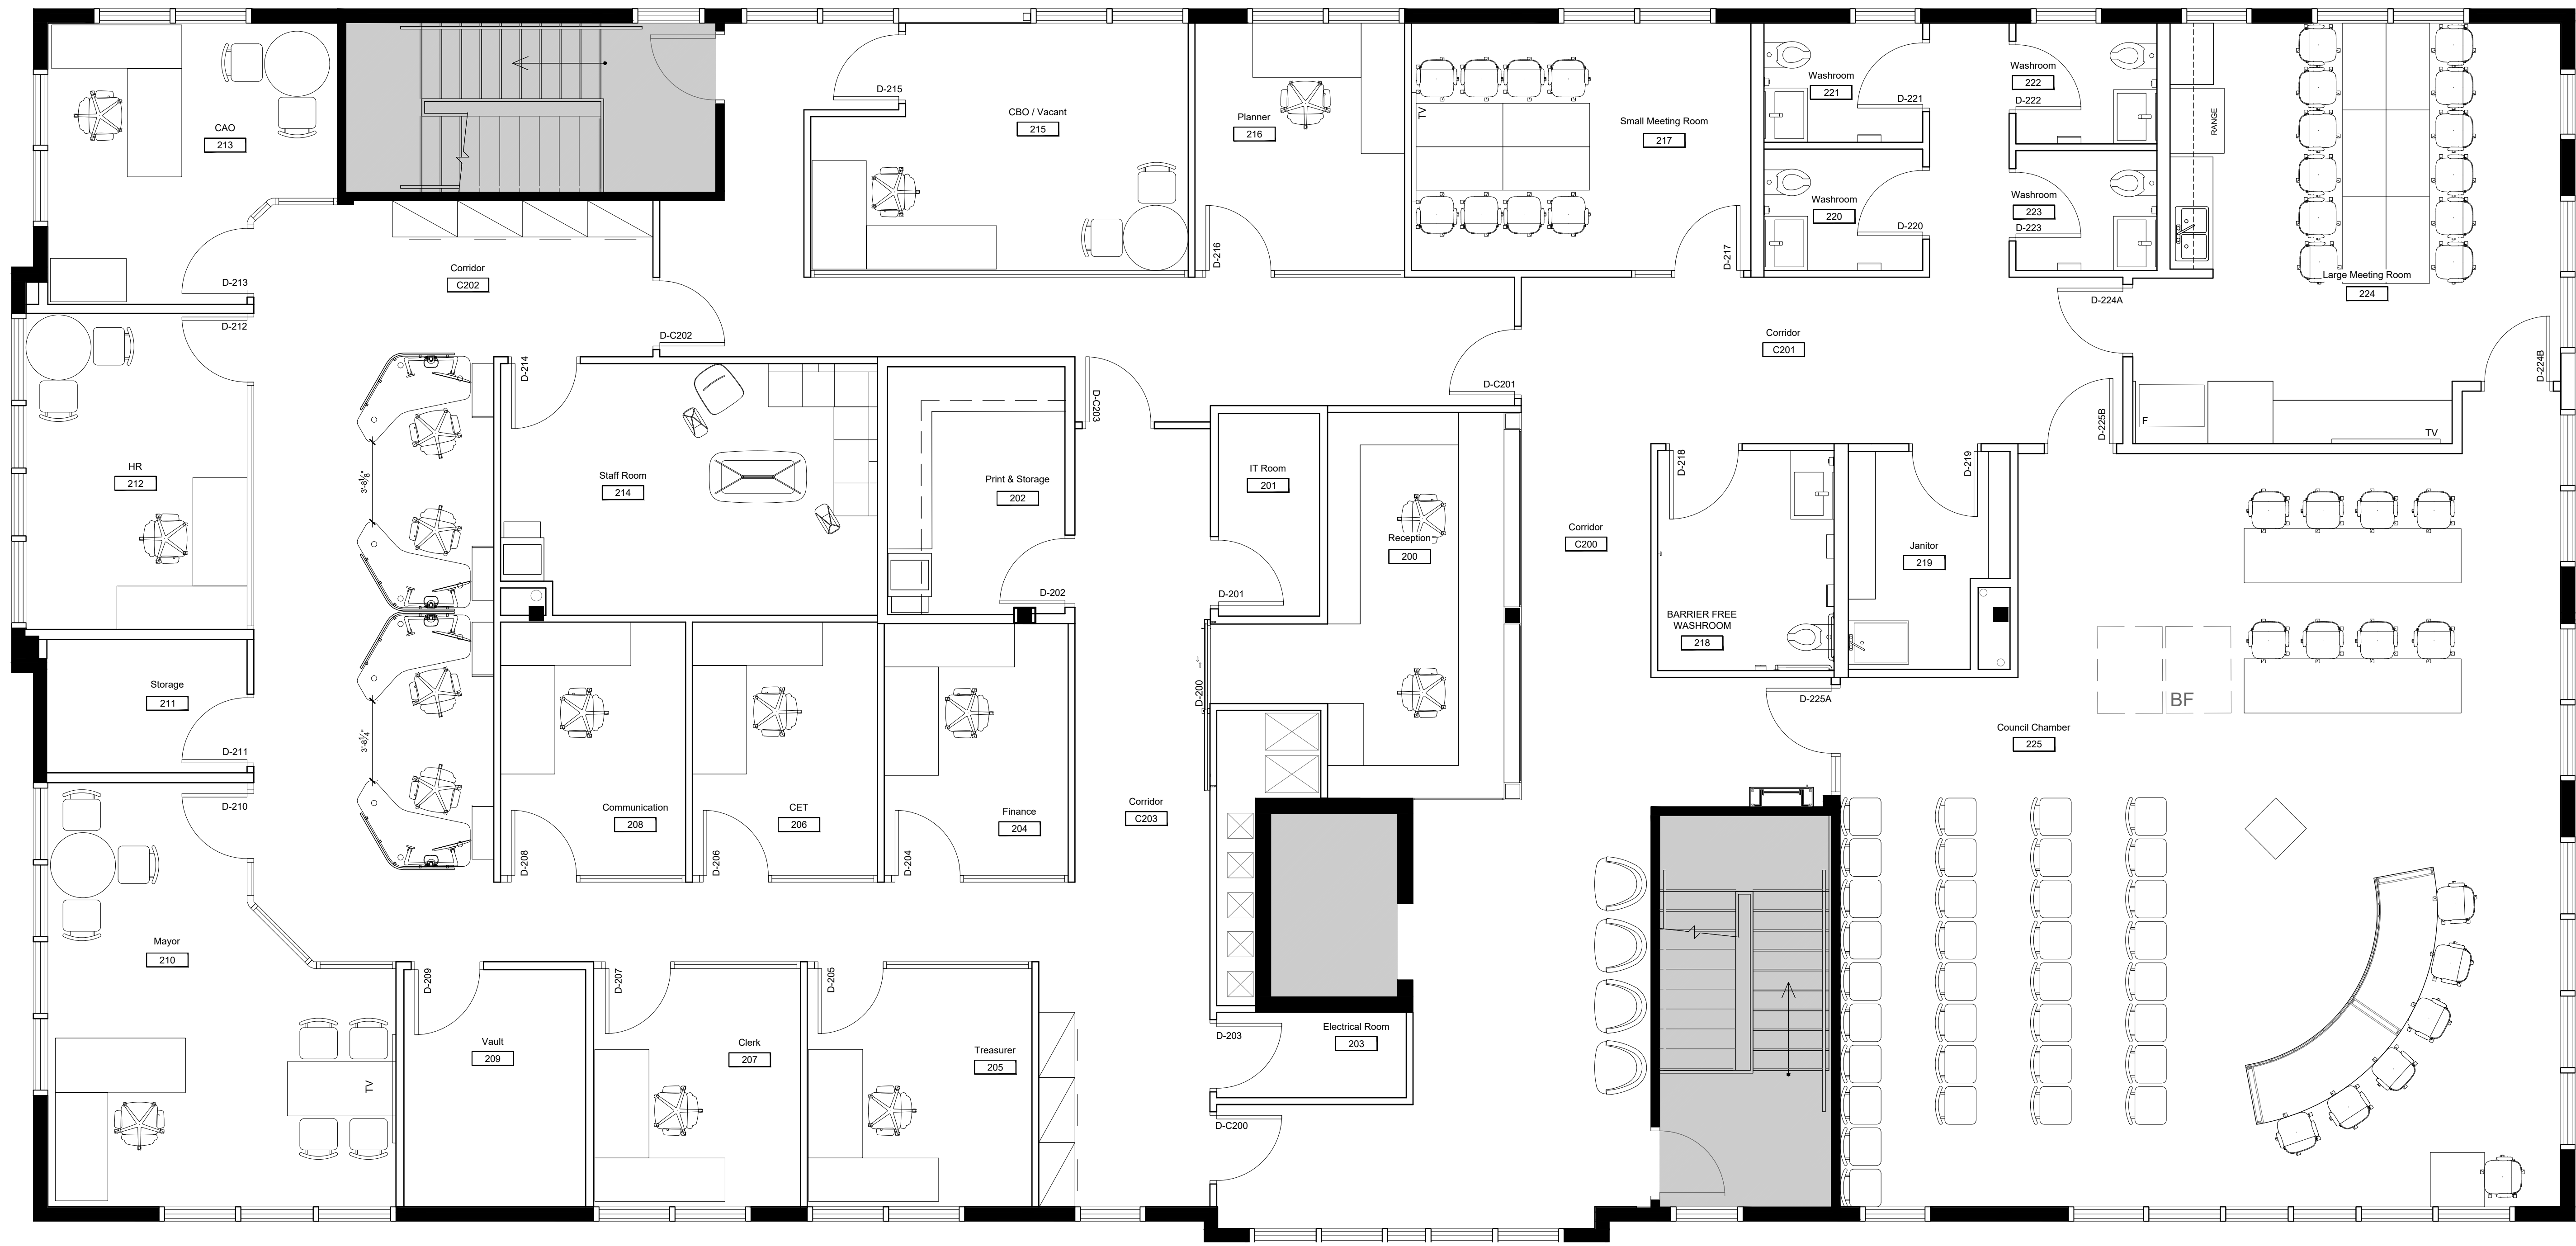 CAO
213
D-213
D-215
CBO / Vacant
215
Planner
216
D-216
TV
Small Meeting Room
217
D-217
Washroom
221
D-221
Washroom
222
D-222
Washroom
220
D-220
Washroom
223
D-223
RANGE
Large Meeting Room
224
D-224A
D-224B
Corridor
C202
D-C202
Corridor
C201
D-C201
D-212
HR
212
3'-8⅛"
D-214
Staff Room
214
Print & Storage
202
D-202
D-C203
IT Room
201
D-201
Reception
200
D-200
Corridor
C200
D-218
BARRIER FREE
WASHROOM
218
D-219
Janitor
219
D-225B
F
TV
BF
Storage
211
D-211
3'-8¼"
D-225A
Council Chamber
225
D-210
Mayor
210
TV
Communication
208
D-208
CET
206
D-206
Finance
204
D-204
Corridor
C203
D-209
Vault
209
D-207
Clerk
207
D-205
Treasurer
205
D-203
Electrical Room
203
D-C200